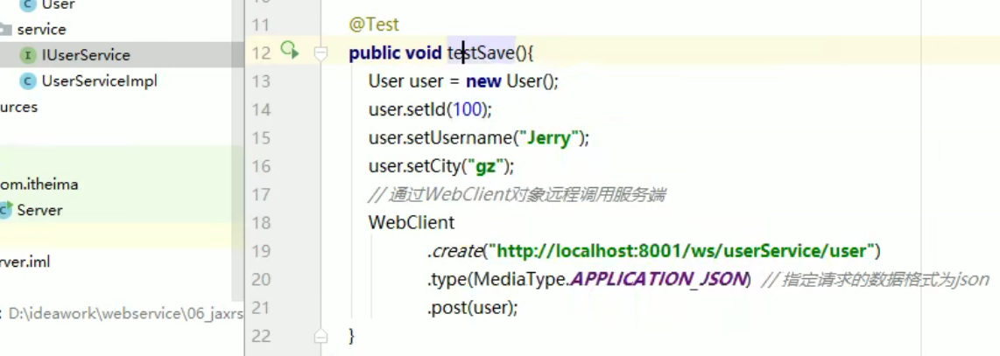 User
service
IUserService
UserServiceImpl
urces
om.itheima
Server
rver.iml
: D:\ideawork\webservice\06_jaxrs
11 @Test
12 public void testSave(){
13 User user = new User();
14 user.setId(100);
15 user.setUsername("Jerry");
16 user.setCity("gz");
17 //通过WebClient对象远程调用服务端
18 WebClient
19 .create("http://localhost:8001/ws/userService/user")
20 .type(MediaType.APPLICATION_JSON) //指定请求的数据格式为json
21 .post(user);
22 }